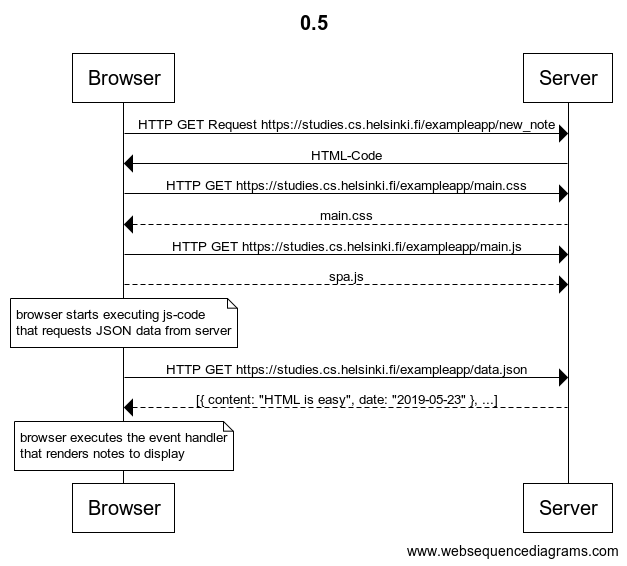 0.5
Browser
Server
HTTP GET Request https://studies.cs.helsinki.fi/exampleapp/new_note
HTML-Code
HTTP GET https://studies.cs.helsinki.fi/exampleapp/main.css
main.css
HTTP GET https://studies.cs.helsinki.fi/exampleapp/main.js
spa.js
browser starts executing js-code
that requests JSON data from server
HTTP GET https://studies.cs.helsinki.fi/exampleapp/data.json
[{ content: "HTML is easy", date: "2019-05-23" }, ...]
browser executes the event handler
that renders notes to display
Browser
Server
www.websequencediagrams.com